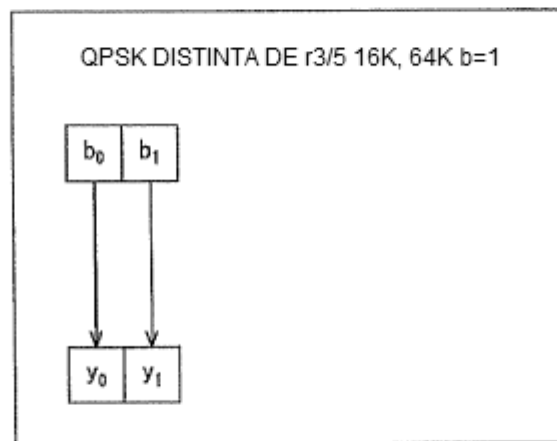 QPSK DISTINTA DE r3/5 16K, 64K b=1
b₀ b₁
y₀ y₁